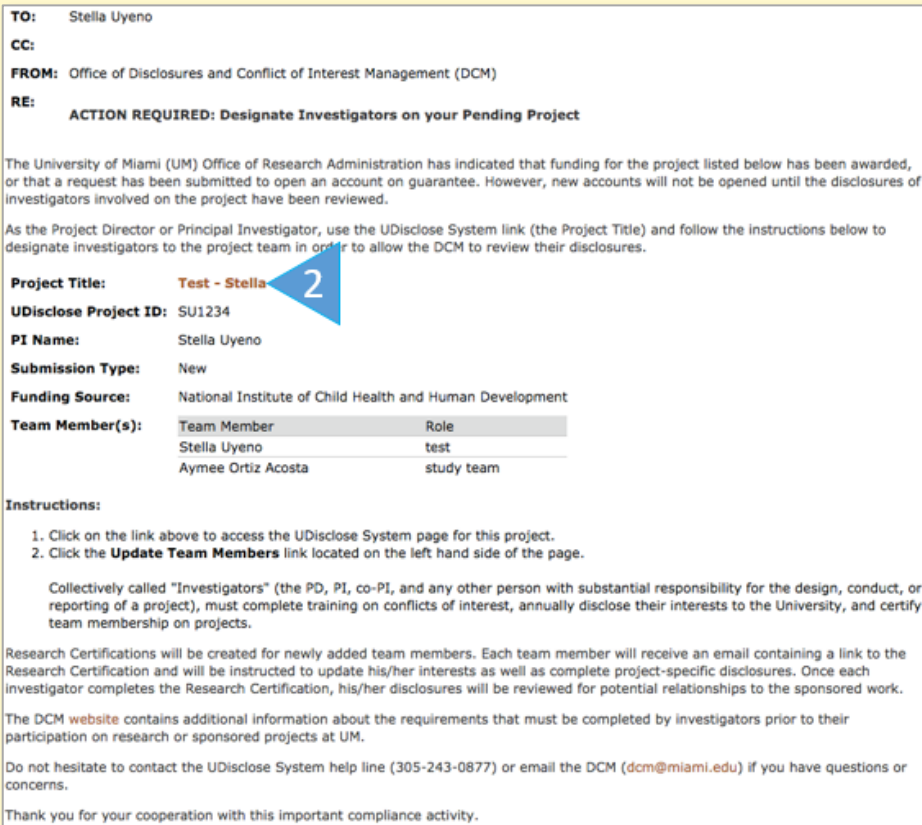 TO: Stella Uyeno
CC:
FROM: Office of Disclosures and Conflict of Interest Management (DCM)
RE:
ACTION REQUIRED: Designate Investigators on your Pending Project
The University of Miami (UM) Office of Research Administration has indicated that funding for the project listed below has been awarded,
or that a request has been submitted to open an account on guarantee. However, new accounts will not be opened until the disclosures of
investigators involved on the project have been reviewed.
As the Project Director or Principal Investigator, use the UDisclose System link (the Project Title) and follow the instructions below to
designate investigators to the project team in order to allow the DCM to review their disclosures.
Project Title: Test - Stella 2
UDisclose Project ID: SU1234
PI Name: Stella Uyeno
Submission Type: New
Funding Source: National Institute of Child Health and Human Development
Team Member(s): Team Member Role
Stella Uyeno test
Aymee Ortiz Acosta study team
Instructions:
1. Click on the link above to access the UDisclose System page for this project.
2. Click the Update Team Members link located on the left hand side of the page.
Collectively called "Investigators" (the PD, PI, co-PI, and any other person with substantial responsibility for the design, conduct, or
reporting of a project), must complete training on conflicts of interest, annually disclose their interests to the University, and certify
team membership on projects.
Research Certifications will be created for newly added team members. Each team member will receive an email containing a link to the
Research Certification and will be instructed to update his/her interests as well as complete project-specific disclosures. Once each
investigator completes the Research Certification, his/her disclosures will be reviewed for potential relationships to the sponsored work.
The DCM website contains additional information about the requirements that must be completed by investigators prior to their
participation on research or sponsored projects at UM.
Do not hesitate to contact the UDisclose System help line (305-243-0877) or email the DCM (dcm@miami.edu) if you have questions or
concerns.
Thank you for your cooperation with this important compliance activity.